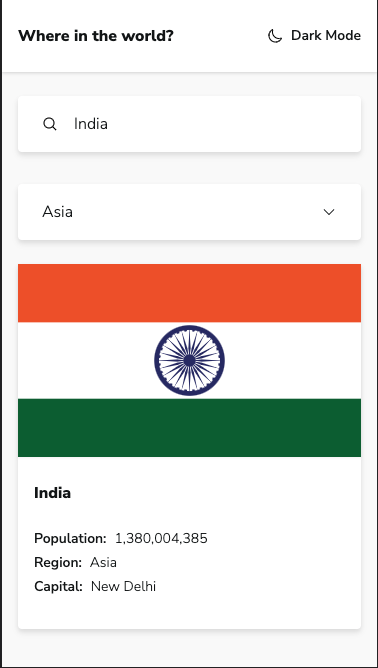 Where in the world?
Dark Mode
India
Asia
India
Population: 1,380,004,385
Region: Asia
Capital: New Delhi